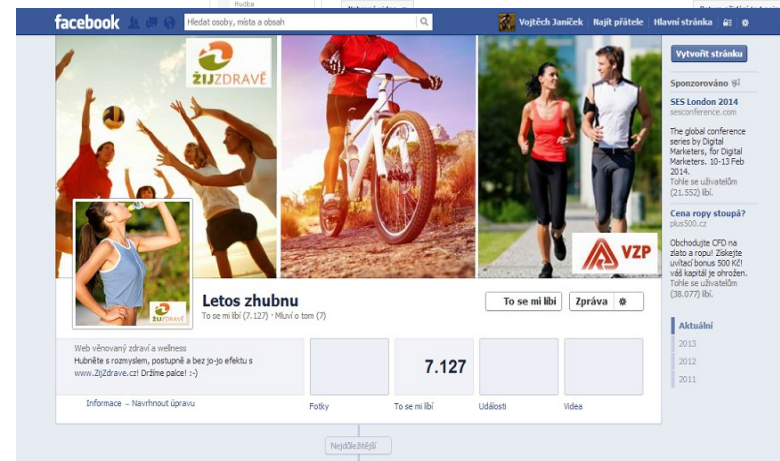 Hudba
facebook
Hledat osoby, místa a obsah
Vojtěch Janíček
Najít přátele
Hlavní stránka
Vytvořit stránku
ŽIJZDRAVĚ
Sponzorováno
SES London 2014
sesconference.com
The global conference
series by Digital
Marketers, for Digital
Marketers. 10-13 Feb
2014.
Tohle se uživatelům
(21.552) líbí.
Cena ropy stoupá?
plus500.cz
Obchodujte CFD na
zlato a ropu! Získejte
uvítací bonus 500 Kč!
váš kapitál je ohrožen.
Tohle se uživatelům
(38.077) líbí.
VZP
ŽIJZDRAVĚ
Letos zhubnu
To se mi líbí (7.127) · Mluví o tom (7)
To se mi líbí
Zpráva
Web věnovaný zdraví a wellness
Hubněte s rozmyslem, postupně a bez jo-jo efektu s
www.ZijZdrave.cz! Držíme palce! :-)
Informace – Navrhnout úpravu
7.127
Fotky
To se mi líbí
Události
Videa
Aktuální
2013
2012
2011
Nejdůležitější